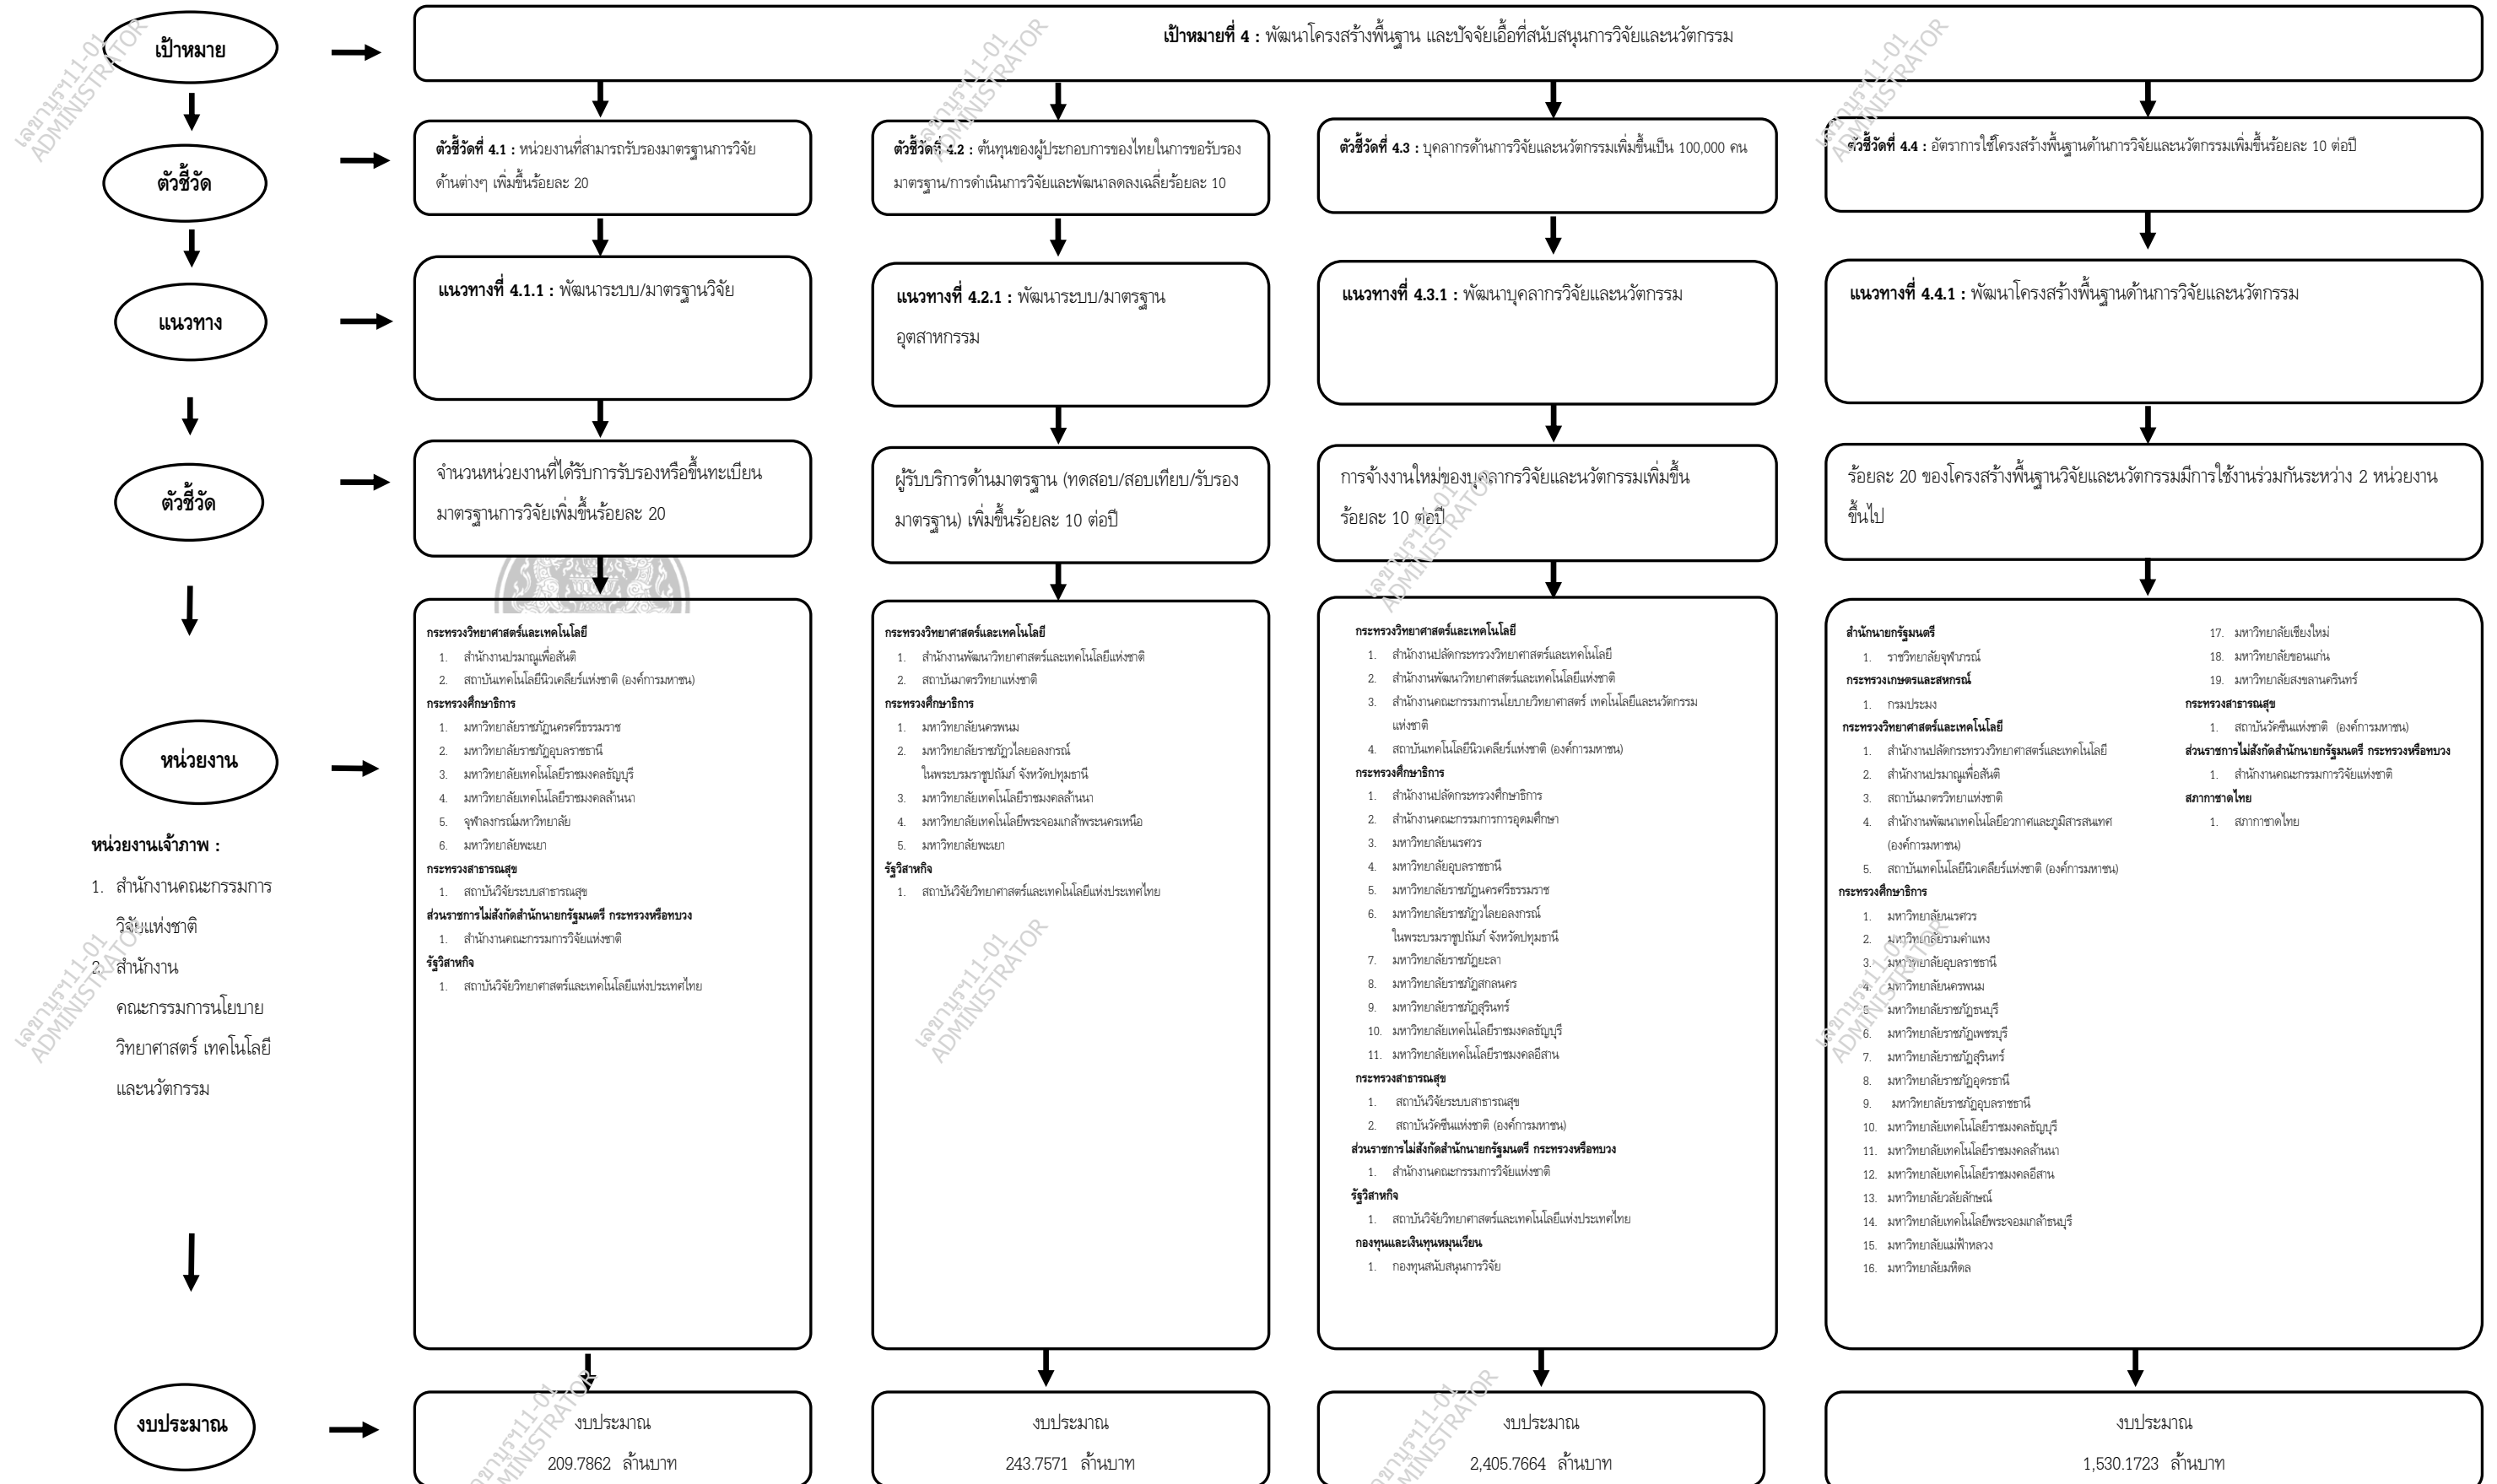 เป้าหมาย
เป้าหมายที่ 4 : พัฒนาโครงสร้างพื้นฐาน และปัจจัยเอื้อที่สนับสนุนการวิจัยและนวัตกรรม
ตัวชี้วัด
ตัวชี้วัดที่ 4.1 : หน่วยงานที่สามารถรับรองมาตรฐานการวิจัย
ด้านต่างๆ เพิ่มขึ้นร้อยละ 20
ตัวชี้วัดที่ 4.2 : ต้นทุนของผู้ประกอบการของไทยในการขอรับรอง
มาตรฐาน/การดำเนินการวิจัยและพัฒนาลดลงเฉลี่ยร้อยละ 10
ตัวชี้วัดที่ 4.3 : บุคลากรด้านการวิจัยและนวัตกรรมเพิ่มขึ้นเป็น 100,000 คน
ตัวชี้วัดที่ 4.4 : อัตราการใช้โครงสร้างพื้นฐานด้านการวิจัยและนวัตกรรมเพิ่มขึ้นร้อยละ 10 ต่อปี
แนวทาง
แนวทางที่ 4.1.1 : พัฒนาระบบ/มาตรฐานวิจัย
แนวทางที่ 4.2.1 : พัฒนาระบบ/มาตรฐาน
อุตสาหกรรม
แนวทางที่ 4.3.1 : พัฒนาบุคลากรวิจัยและนวัตกรรม
แนวทางที่ 4.4.1 : พัฒนาโครงสร้างพื้นฐานด้านการวิจัยและนวัตกรรม
ตัวชี้วัด
จำนวนหน่วยงานที่ได้รับการรับรองหรือขึ้นทะเบียน
มาตรฐานการวิจัยเพิ่มขึ้นร้อยละ 20
ผู้รับบริการด้านมาตรฐาน (ทดสอบ/สอบเทียบ/รับรอง
มาตรฐาน) เพิ่มขึ้นร้อยละ 10 ต่อปี
การจ้างงานใหม่ของบุคลากรวิจัยและนวัตกรรมเพิ่มขึ้น
ร้อยละ 10 ต่อปี
ร้อยละ 20 ของโครงสร้างพื้นฐานวิจัยและนวัตกรรมมีการใช้งานร่วมกันระหว่าง 2 หน่วยงาน
ขึ้นไป
หน่วยงาน
หน่วยงานเจ้าภาพ :
1. สำนักงานคณะกรรมการ
วิจัยแห่งชาติ
2. สำนักงาน
คณะกรรมการนโยบาย
วิทยาศาสตร์ เทคโนโลยี
และนวัตกรรม
กระทรวงวิทยาศาสตร์และเทคโนโลยี
1. สำนักงานปรมาณูเพื่อสันติ
2. สถาบันเทคโนโลยีนิวเคลียร์แห่งชาติ (องค์การมหาชน)
กระทรวงศึกษาธิการ
1. มหาวิทยาลัยราชภัฏนครศรีธรรมราช
2. มหาวิทยาลัยราชภัฏอุบลราชธานี
3. มหาวิทยาลัยเทคโนโลยีราชมงคลธัญบุรี
4. มหาวิทยาลัยเทคโนโลยีราชมงคลล้านนา
5. จุฬาลงกรณ์มหาวิทยาลัย
6. มหาวิทยาลัยพะเยา
กระทรวงสาธารณสุข
1. สถาบันวิจัยระบบสาธารณสุข
ส่วนราชการไม่สังกัดสำนักนายกรัฐมนตรี กระทรวงหรือทบวง
1. สำนักงานคณะกรรมการวิจัยแห่งชาติ
รัฐวิสาหกิจ
1. สถาบันวิจัยวิทยาศาสตร์และเทคโนโลยีแห่งประเทศไทย
กระทรวงวิทยาศาสตร์และเทคโนโลยี
1. สำนักงานพัฒนาวิทยาศาสตร์และเทคโนโลยีแห่งชาติ
2. สถาบันมาตรวิทยาแห่งชาติ
กระทรวงศึกษาธิการ
1. มหาวิทยาลัยนครพนม
2. มหาวิทยาลัยราชภัฏวไลยอลงกรณ์
ในพระบรมราชูปถัมภ์ จังหวัดปทุมธานี
3. มหาวิทยาลัยเทคโนโลยีราชมงคลล้านนา
4. มหาวิทยาลัยเทคโนโลยีพระจอมเกล้าพระนครเหนือ
5. มหาวิทยาลัยพะเยา
รัฐวิสาหกิจ
1. สถาบันวิจัยวิทยาศาสตร์และเทคโนโลยีแห่งประเทศไทย
กระทรวงวิทยาศาสตร์และเทคโนโลยี
1. สำนักงานปลัดกระทรวงวิทยาศาสตร์และเทคโนโลยี
2. สำนักงานพัฒนาวิทยาศาสตร์และเทคโนโลยีแห่งชาติ
3. สำนักงานคณะกรรมการนโยบายวิทยาศาสตร์ เทคโนโลยีและนวัตกรรม
แห่งชาติ
4. สถาบันเทคโนโลยีนิวเคลียร์แห่งชาติ (องค์การมหาชน)
กระทรวงศึกษาธิการ
1. สำนักงานปลัดกระทรวงศึกษาธิการ
2. สำนักงานคณะกรรมการการอุดมศึกษา
3. มหาวิทยาลัยนเรศวร
4. มหาวิทยาลัยอุบลราชธานี
5. มหาวิทยาลัยราชภัฏนครศรีธรรมราช
6. มหาวิทยาลัยราชภัฏวไลยอลงกรณ์
ในพระบรมราชูปถัมภ์ จังหวัดปทุมธานี
7. มหาวิทยาลัยราชภัฏยะลา
8. มหาวิทยาลัยราชภัฏสกลนคร
9. มหาวิทยาลัยราชภัฏสุรินทร์
10. มหาวิทยาลัยเทคโนโลยีราชมงคลธัญบุรี
11. มหาวิทยาลัยเทคโนโลยีราชมงคลอีสาน
กระทรวงสาธารณสุข
1. สถาบันวิจัยระบบสาธารณสุข
2. สถาบันวัคซีนแห่งชาติ (องค์การมหาชน)
ส่วนราชการไม่สังกัดสำนักนายกรัฐมนตรี กระทรวงหรือทบวง
1. สำนักงานคณะกรรมการวิจัยแห่งชาติ
รัฐวิสาหกิจ
1. สถาบันวิจัยวิทยาศาสตร์และเทคโนโลยีแห่งประเทศไทย
กองทุนและเงินทุนหมุนเวียน
1. กองทุนสนับสนุนการวิจัย
สำนักนายกรัฐมนตรี
1. ราชวิทยาลัยจุฬาภรณ์
กระทรวงเกษตรและสหกรณ์
1. กรมประมง
กระทรวงวิทยาศาสตร์และเทคโนโลยี
1. สำนักงานปลัดกระทรวงวิทยาศาสตร์และเทคโนโลยี
2. สำนักงานปรมาณูเพื่อสันติ
3. สถาบันมาตรวิทยาแห่งชาติ
4. สำนักงานพัฒนาเทคโนโลยีอวกาศและภูมิสารสนเทศ
(องค์การมหาชน)
5. สถาบันเทคโนโลยีนิวเคลียร์แห่งชาติ (องค์การมหาชน)
กระทรวงศึกษาธิการ
1. มหาวิทยาลัยนเรศวร
2. มหาวิทยาลัยรามคำแหง
3. มหาวิทยาลัยอุบลราชธานี
4. มหาวิทยาลัยนครพนม
5. มหาวิทยาลัยราชภัฏธนบุรี
6. มหาวิทยาลัยราชภัฏเพชรบุรี
7. มหาวิทยาลัยราชภัฏสุรินทร์
8. มหาวิทยาลัยราชภัฏอุดรธานี
9. มหาวิทยาลัยราชภัฏอุบลราชธานี
10. มหาวิทยาลัยเทคโนโลยีราชมงคลธัญบุรี
11. มหาวิทยาลัยเทคโนโลยีราชมงคลล้านนา
12. มหาวิทยาลัยเทคโนโลยีราชมงคลอีสาน
13. มหาวิทยาลัยวลัยลักษณ์
14. มหาวิทยาลัยเทคโนโลยีพระจอมเกล้าธนบุรี
15. มหาวิทยาลัยแม่ฟ้าหลวง
16. มหาวิทยาลัยมหิดล
17. มหาวิทยาลัยเชียงใหม่
18. มหาวิทยาลัยขอนแก่น
19. มหาวิทยาลัยสงขลานครินทร์
กระทรวงสาธารณสุข
1. สถาบันวัคซีนแห่งชาติ (องค์การมหาชน)
ส่วนราชการไม่สังกัดสำนักนายกรัฐมนตรี กระทรวงหรือทบวง
1. สำนักงานคณะกรรมการวิจัยแห่งชาติ
สภากาชาดไทย
1. สภากาชาดไทย
งบประมาณ
งบประมาณ
209.7862 ล้านบาท
งบประมาณ
243.7571 ล้านบาท
งบประมาณ
2,405.7664 ล้านบาท
งบประมาณ
1,530.1723 ล้านบาท